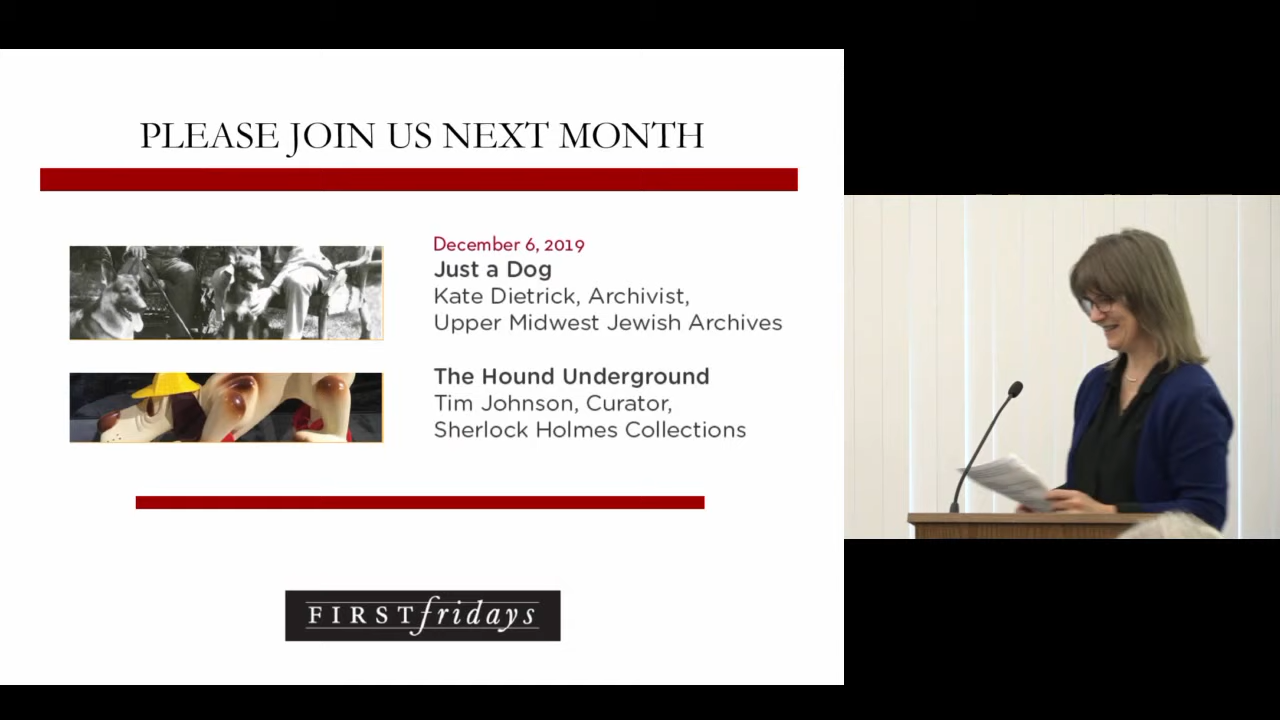 PLEASE JOIN US NEXT MONTH
December 6, 2019
Just a Dog
Kate Dietrick, Archivist,
Upper Midwest Jewish Archives
The Hound Underground
Tim Johnson, Curator,
Sherlock Holmes Collections
FIRST fridays